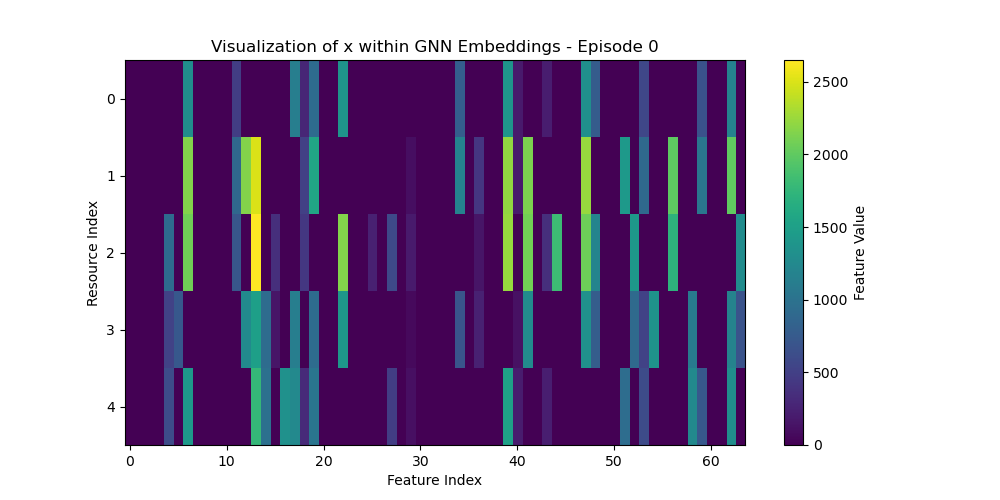 Visualization of x within GNN Embeddings - Episode 0
Resource Index
0
1
2
3
4
0 10 20 30 40 50 60
Feature Index
2500
2000
1500
1000
500
0
Feature Value